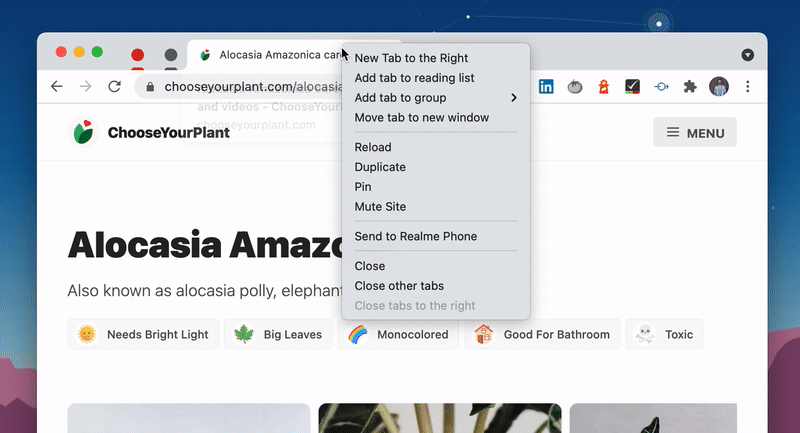 Alocasia Amazonica car
New Tab to the Right
Add tab to reading list
Add tab to group
Move tab to new window
Reload
Duplicate
Pin
Mute Site
Send to Realme Phone
Close
Close other tabs
Close tabs to the right
chooseyourplant.com/alocasia
and videos - ChooseYour
chooseyourplant.com
ChooseYourPlant
MENU
Alocasia Amazo
Also known as alocasia polly, elephant
Needs Bright Light
Big Leaves
Monocolored
Good For Bathroom
Toxic